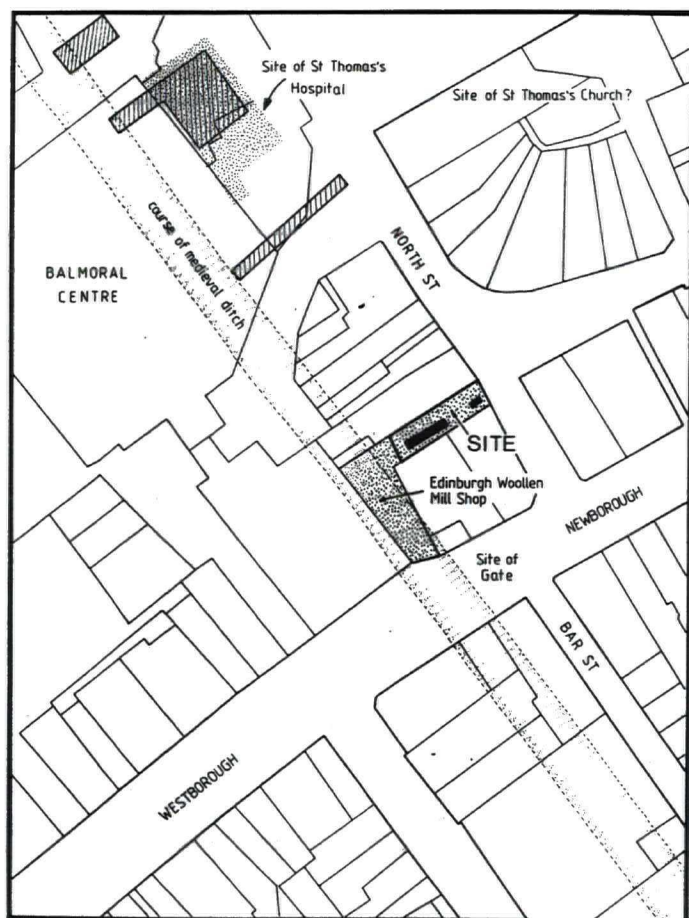 Site of St Thomas's
Hospital
Site of St Thomas's Church?
course of medieval ditch
NORTH ST
BALMORAL
CENTRE
SITE
Edinburgh Woollen
Mill Shop
NEWBOROUGH
Site of
Gate
BAR ST
WESTBOROUGH